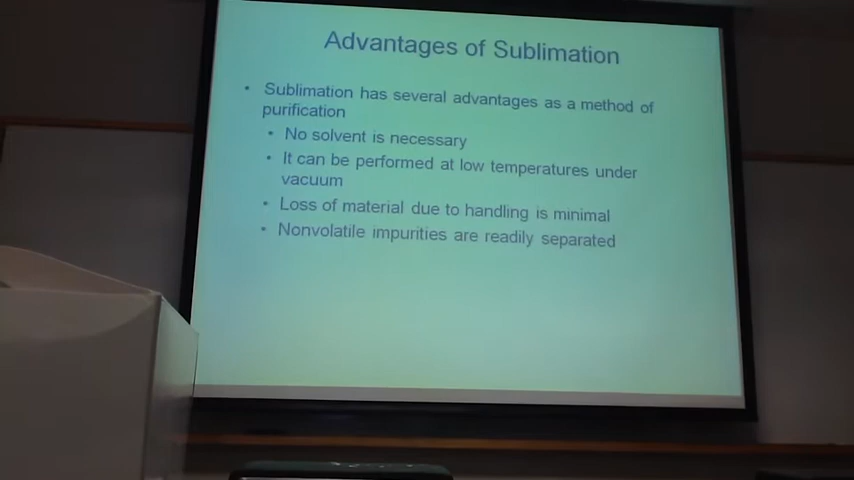 Advantages of Sublimation
• Sublimation has several advantages as a method of
purification
• No solvent is necessary
• It can be performed at low temperatures under
vacuum
• Loss of material due to handling is minimal
• Nonvolatile impurities are readily separated